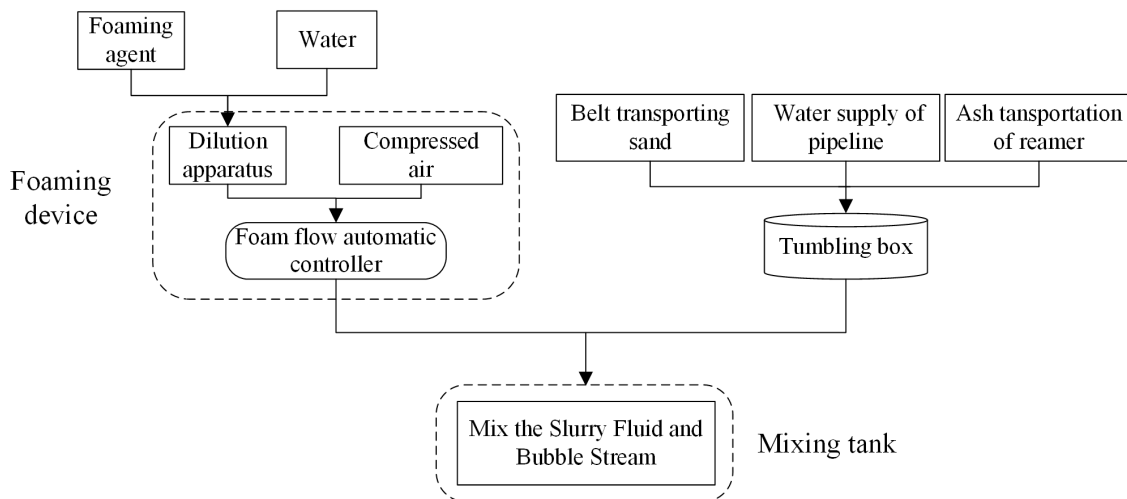 Foaming
agent
Water
Belt transporting
sand
Water supply of
pipeline
Ash tansportation
of reamer
Foaming
device
Dilution
apparatus
Compressed
air
Foam flow automatic
controller
Tumbling box
Mix the Slurry Fluid and
Bubble Stream
Mixing tank